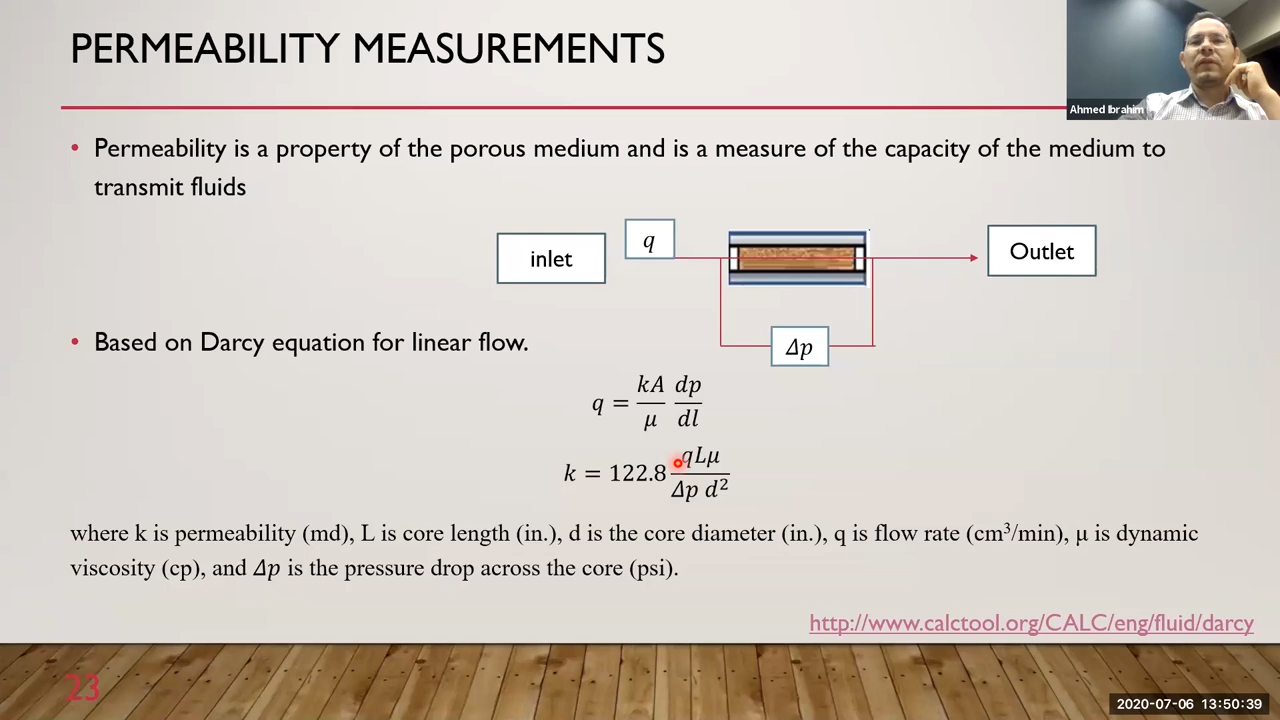 PERMEABILITY MEASUREMENTS
Ahmed Ibrahim
• Permeability is a property of the porous medium and is a measure of the capacity of the medium to
transmit fluids
inlet
q
Outlet
Δp
• Based on Darcy equation for linear flow.
q = kA/μ dp/dl
k = 122.8 qLμ/Δp d²
where k is permeability (md), L is core length (in.), d is the core diameter (in.), q is flow rate (cm³/min), μ is dynamic
viscosity (cp), and Δp is the pressure drop across the core (psi).
http://www.calctool.org/CALC/eng/fluid/darcy
23
2020-07-06 13:50:39